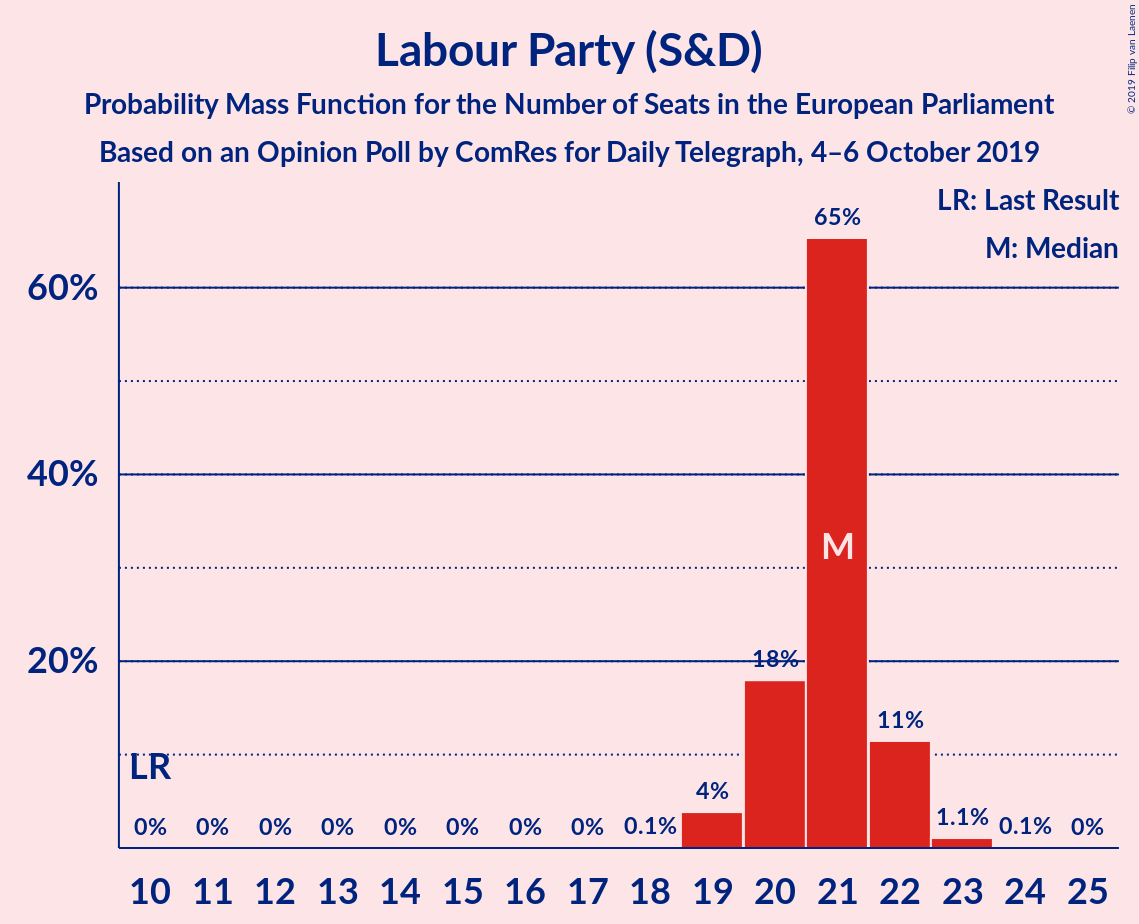 © 2019 Filip van Laenen
Labour Party (S&D)
Probability Mass Function for the Number of Seats in the European Parliament
Based on an Opinion Poll by ComRes for Daily Telegraph, 4–6 October 2019
LR: Last Result
M: Median
65%
60%
M
40%
18%
20%
11%
LR
4%
0% 0% 0% 0% 0% 0% 0% 0% 0.1% 1.1% 0.1% 0%
10 11 12 13 14 15 16 17 18 19 20 21 22 23 24 25